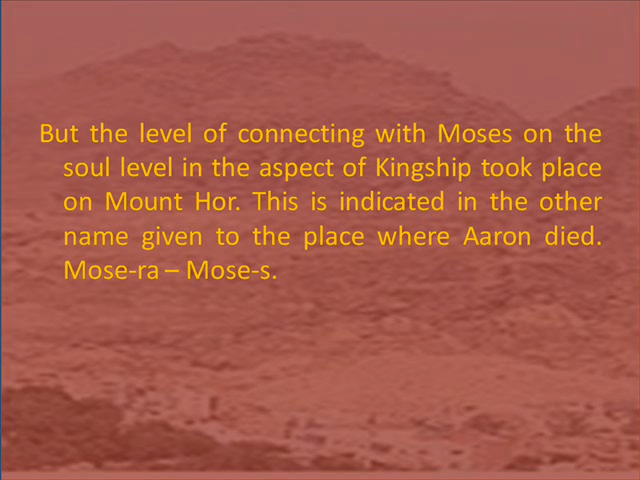 But the level of connecting with Moses on the
soul level in the aspect of Kingship took place
on Mount Hor. This is indicated in the other
name given to the place where Aaron died.
Mose-ra – Mose-s.